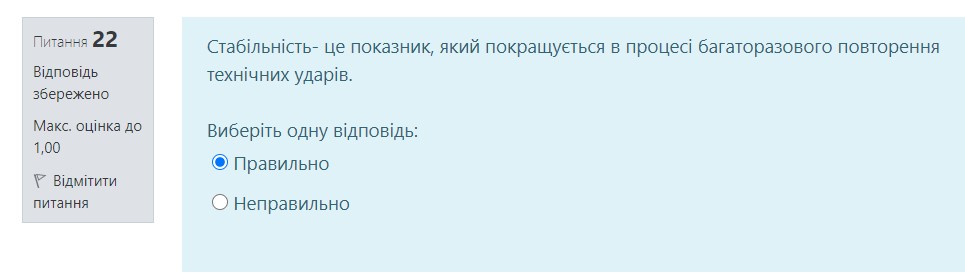 Питання 22
Відповідь
збережено
Макс. оцінка до
1,00
Відмітити
питання
Стабільність- це показник, який покращується в процесі багаторазового повторення
технічних ударів.
Виберіть одну відповідь:
Правильно
Неправильно